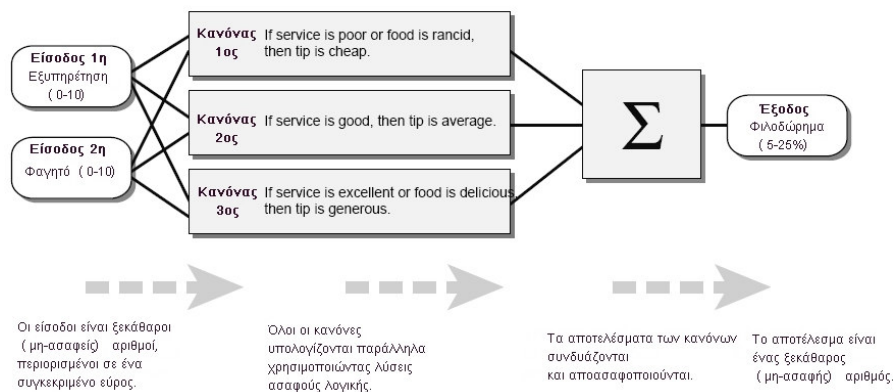 Είσοδος 1η
Εξυπηρέτηση
( 0-10)
Είσοδος 2η
Φαγητό ( 0-10)
Κανόνας
1ος
If service is poor or food is rancid,
then tip is cheap.
Κανόνας
2ος
If service is good, then tip is average.
Κανόνας
3ος
If service is excellent or food is delicious,
then tip is generous.
Σ
Έξοδος
Φιλοδώρημα
( 5-25%)
Οι είσοδοι είναι ξεκάθαροι
( μη-ασαφείς) αριθμοί,
περιορισμένοι σε ένα
συγκεκριμένο εύρος.
Όλοι οι κανόνες
υπολογίζονται παράλληλα
χρησιμοποιώντας λύσεις
ασαφούς λογικής.
Τα αποτελέσματα των κανόνων
συνδυάζονται
και αποασαφοποιούνται.
Το αποτέλεσμα είναι
ένας ξεκάθαρος
( μη-ασαφής) αριθμός.